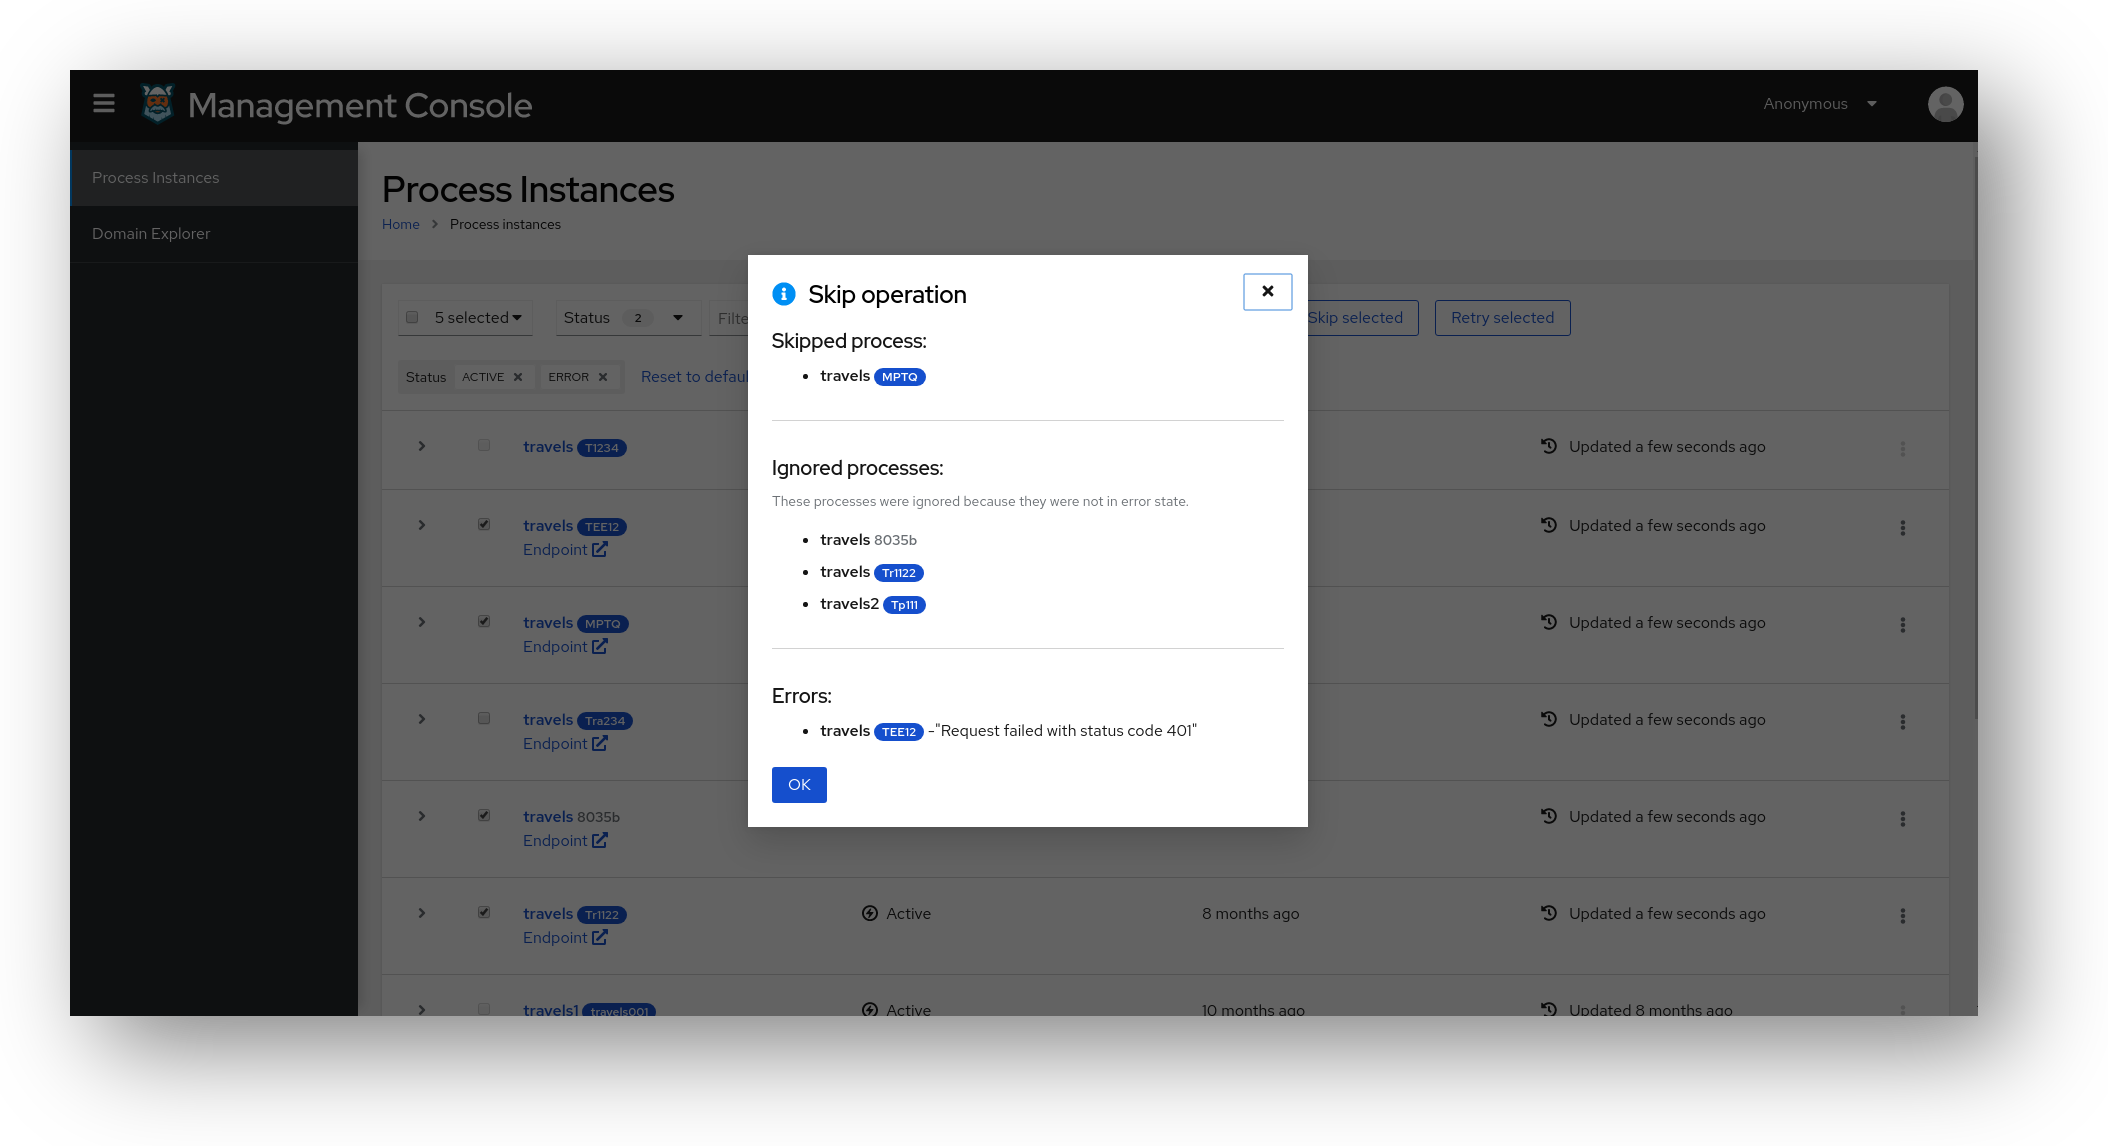 Management Console
Anonymous
Process Instances
Domain Explorer
Process Instances
Home > Process instances
5 selected
Status 2
Filte
Skip selected
Retry selected
Status ACTIVE ERROR Reset to defaul
travels T1234 Updated a few seconds ago
travels TEE12 Updated a few seconds ago
Endpoint
travels MPTQ Updated a few seconds ago
Endpoint
travels Tra234 Updated a few seconds ago
Endpoint
travels 8035b Updated a few seconds ago
Endpoint
travels Tr1122 Active 8 months ago Updated a few seconds ago
Endpoint
travels1 travels001 Active 10 months ago Updated 8 months ago
Skip operation
Skipped process:
travels MPTQ
Ignored processes:
These processes were ignored because they were not in error state.
travels 8035b
travels Tr1122
travels2 Tp111
Errors:
travels TEE12 -"Request failed with status code 401"
OK